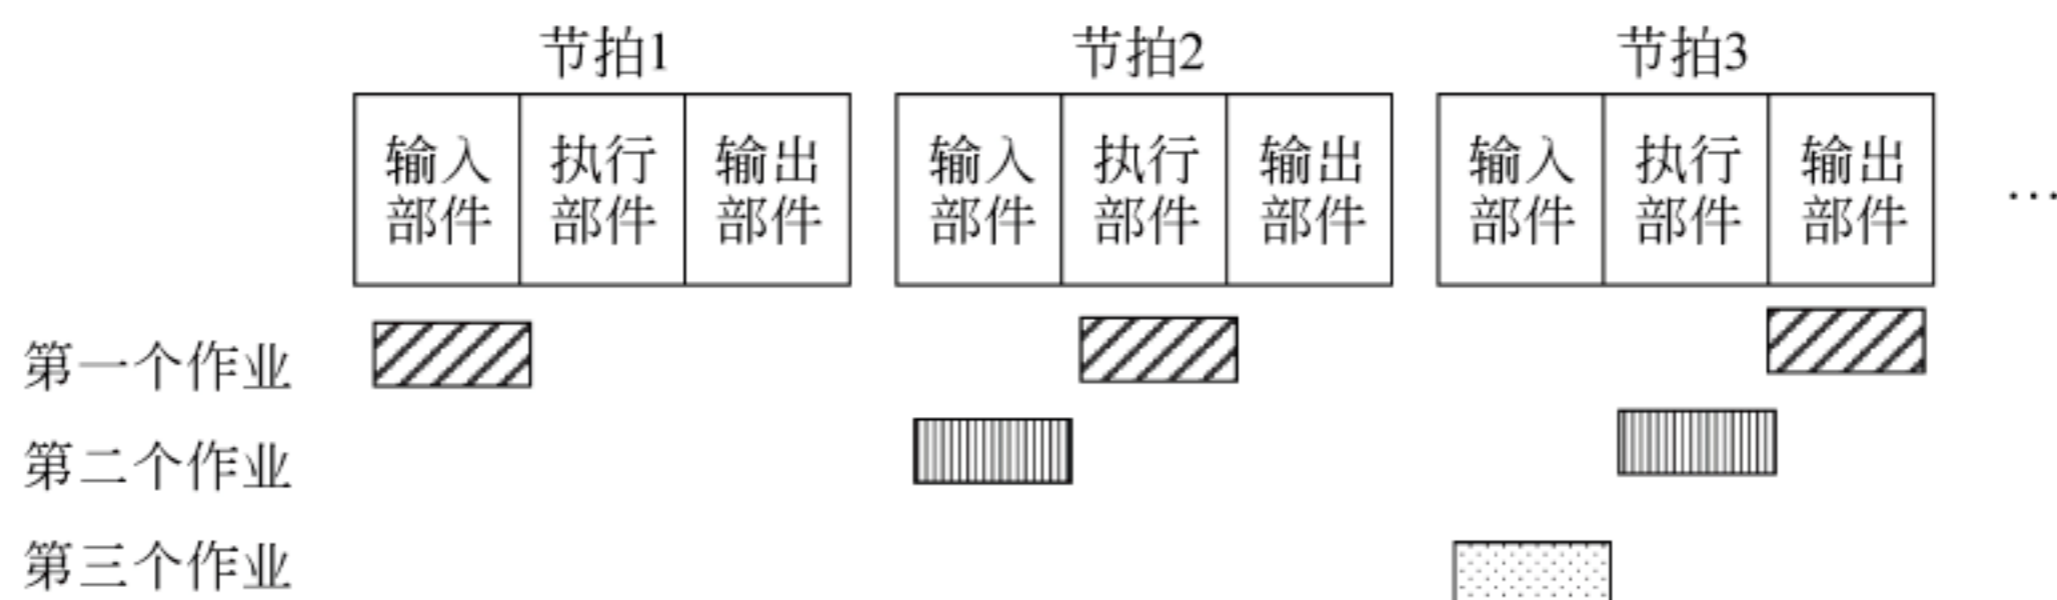 节拍1 节拍2 节拍3
输入 执行 输出 输入 执行 输出 输入 执行 输出
部件 部件 部件 部件 部件 部件 部件 部件 部件
…
第一个作业
第二个作业
第三个作业